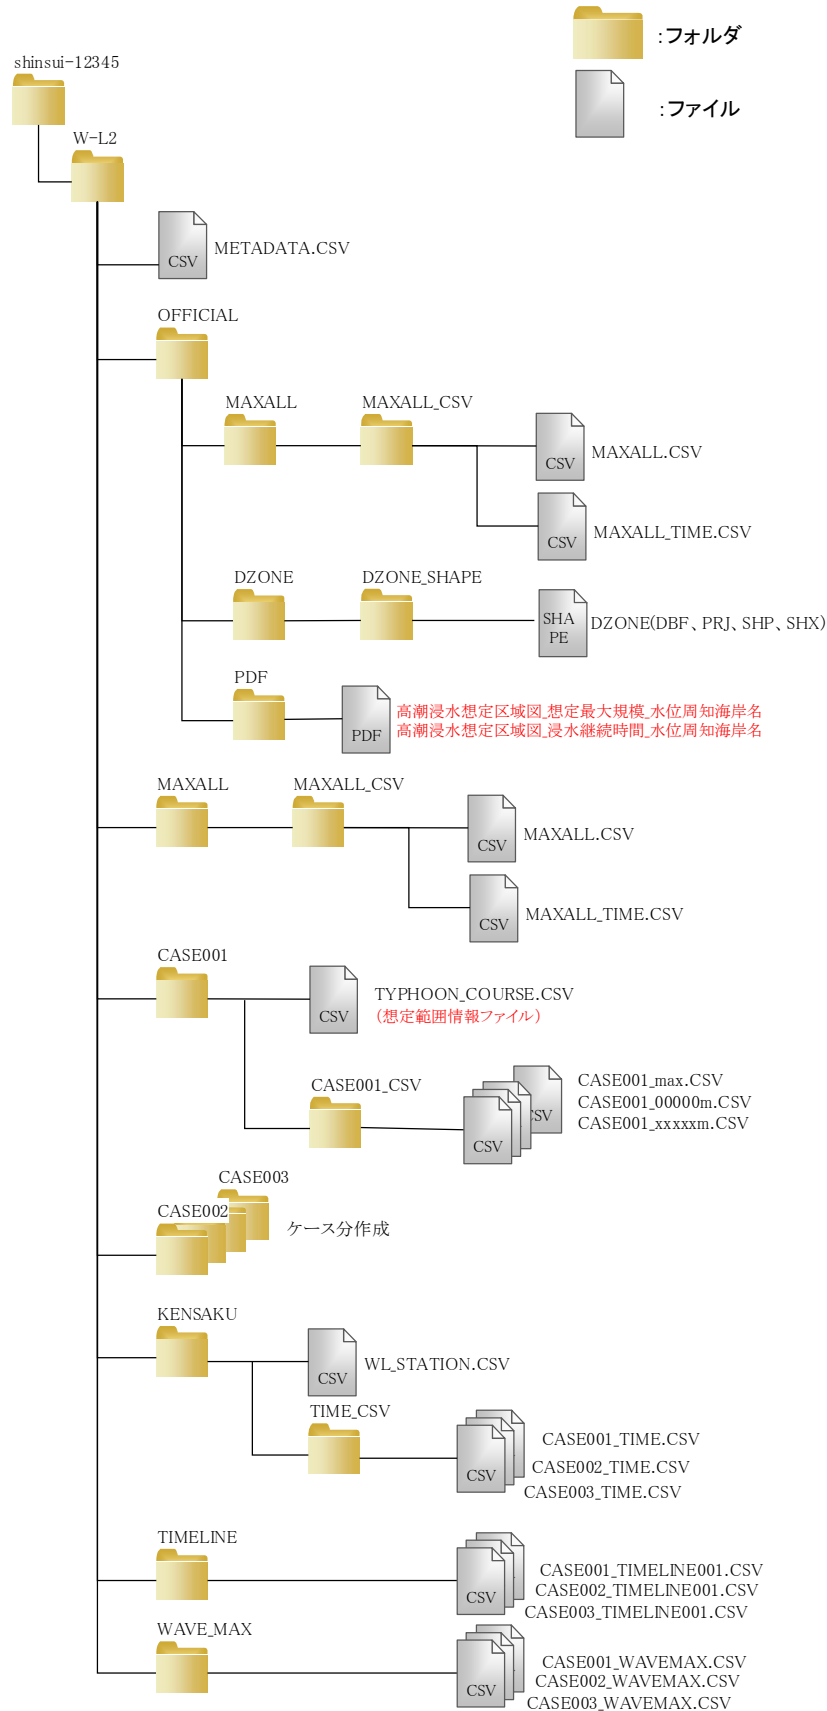 :フォルダ
shinsui-12345
:ファイル
W-L2
CSV
METADATA.CSV
OFFICIAL
MAXALL
MAXALL_CSV
CSV
MAXALL.CSV
CSV
MAXALL_TIME.CSV
DZONE
DZONE_SHAPE
SHA
PE
DZONE(DBF、PRJ、SHP、SHX)
PDF
PDF
高潮浸水想定区域図_想定最大規模_水位周知海岸名
高潮浸水想定区域図_浸水継続時間_水位周知海岸名
MAXALL
MAXALL_CSV
CSV
MAXALL.CSV
CSV
MAXALL_TIME.CSV
CASE001
CSV
TYPHOON_COURSE.CSV
(想定範囲情報ファイル)
CASE001_CSV
CSV
CSV
CASE001_max.CSV
CASE001_00000m.CSV
CASE001_xxxxxm.CSV
CASE003
CASE002
ケース分作成
KENSAKU
CSV
WL_STATION.CSV
TIME_CSV
CSV
CASE001_TIME.CSV
CASE002_TIME.CSV
CASE003_TIME.CSV
TIMELINE
CSV
CASE001_TIMELINE001.CSV
CASE002_TIMELINE001.CSV
CASE003_TIMELINE001.CSV
WAVE_MAX
CSV
CASE001_WAVEMAX.CSV
CASE002_WAVEMAX.CSV
CASE003_WAVEMAX.CSV